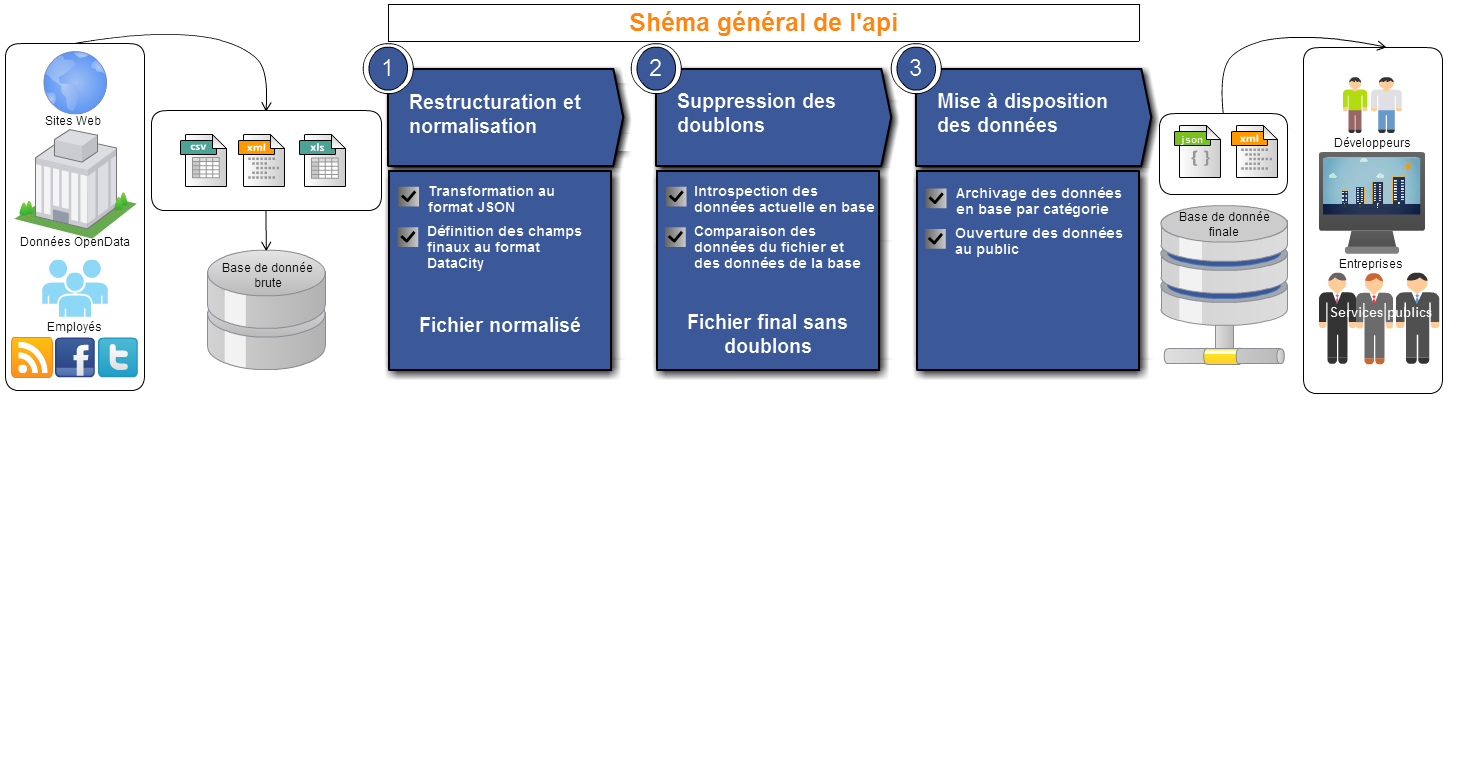 Shéma général de l'api
Sites Web
Données OpenData
Employés
f
t
csv
xml
xls
Base de donnée
brute
1
Restructuration et
normalisation
Transformation au
format JSON
Définition des champs
finaux au format
DataCity
Fichier normalisé
2
Suppression des
doublons
Introspection des
données actuelle en base
Comparaison des
données du fichier et
des données de la base
Fichier final sans
doublons
3
Mise à disposition
des données
Archivage des données
en base par catégorie
Ouverture des données
au public
json
{ }
xml
Base de donnée
finale
Développeurs
Entreprises
Services publics